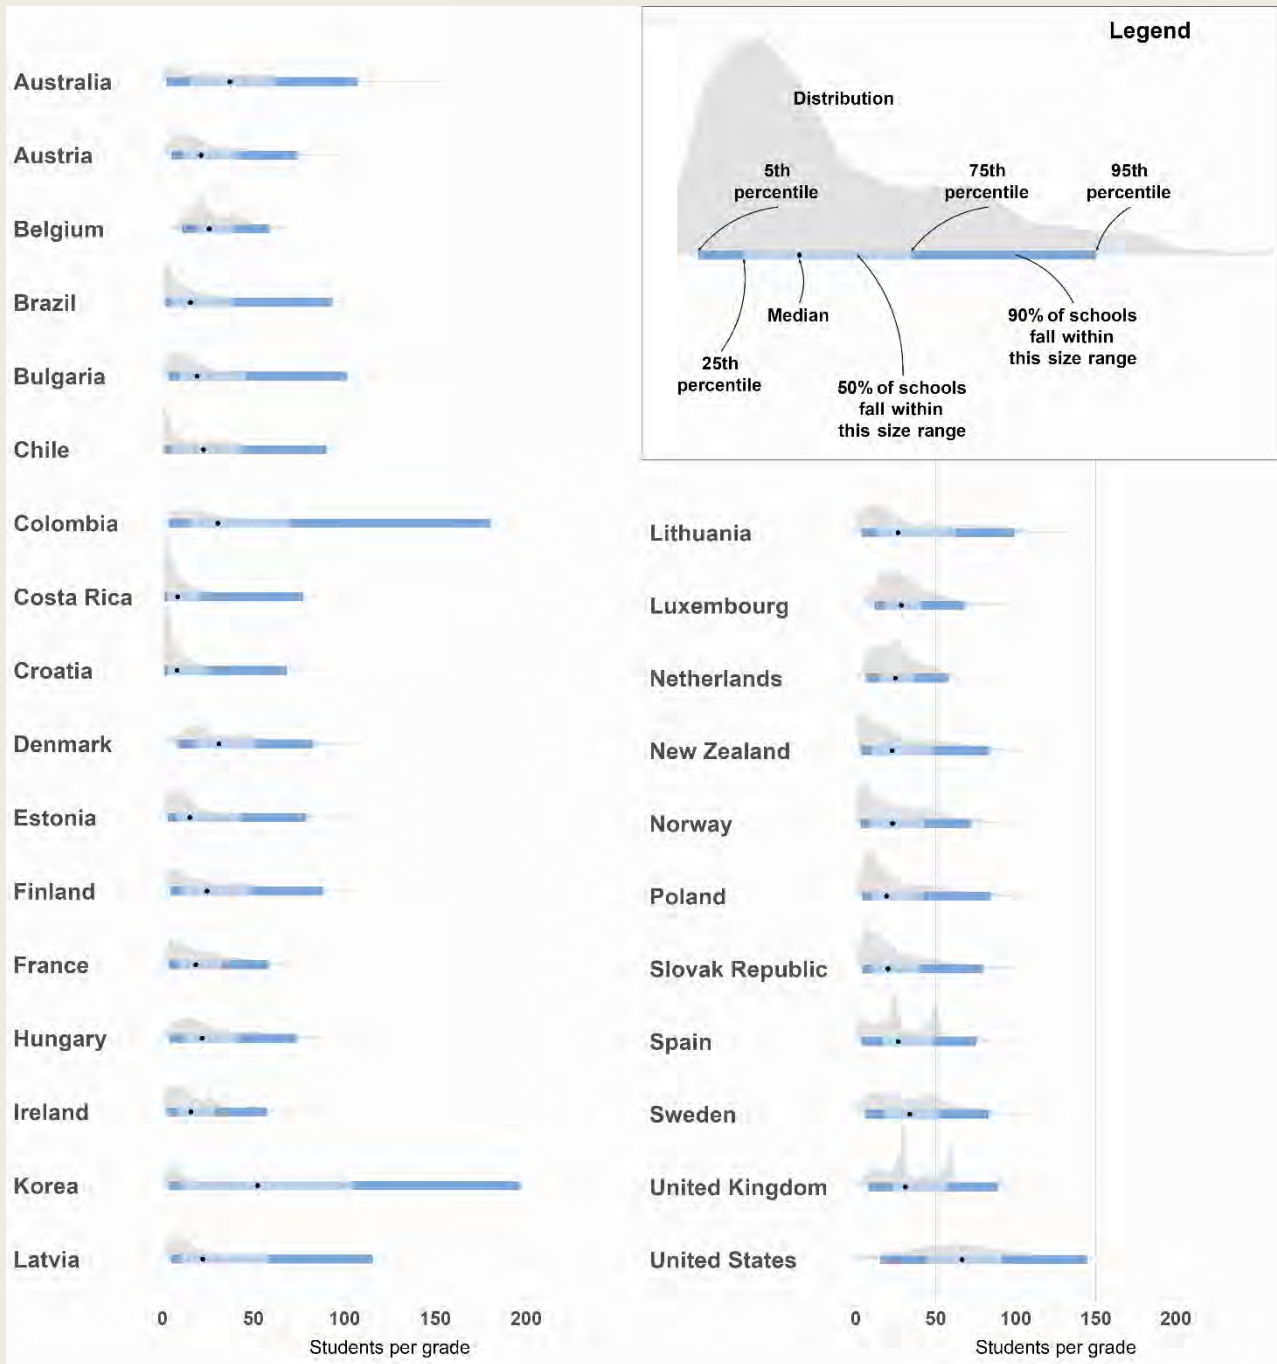 Legend
Distribution
5th
percentile
75th
percentile
95th
percentile
Median
25th
percentile
50% of schools
fall within
this size range
90% of schools
fall within
this size range
Australia
Austria
Belgium
Brazil
Bulgaria
Chile
Colombia
Costa Rica
Croatia
Denmark
Estonia
Finland
France
Hungary
Ireland
Korea
Latvia
0 50 100 150 200
Students per grade
Lithuania
Luxembourg
Netherlands
New Zealand
Norway
Poland
Slovak Republic
Spain
Sweden
United Kingdom
United States
0 50 100 150 200
Students per grade